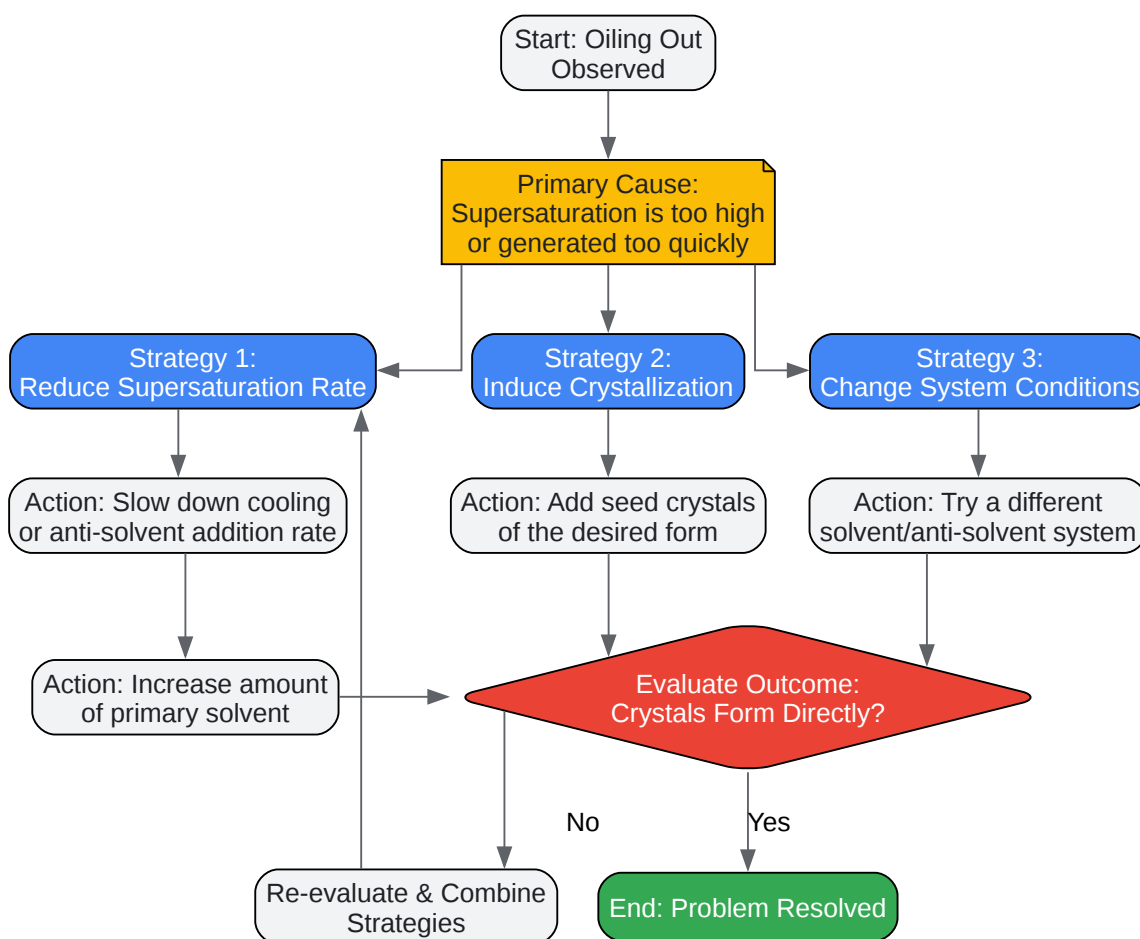 Start: Oiling Out
Observed
Primary Cause:
Supersaturation is too high
or generated too quickly
Strategy 1:
Reduce Supersaturation Rate
Strategy 2:
Induce Crystallization
Strategy 3:
Change System Conditions
Action: Slow down cooling
or anti-solvent addition rate
Action: Add seed crystals
of the desired form
Action: Try a different
solvent/anti-solvent system
Action: Increase amount
of primary solvent
Evaluate Outcome:
Crystals Form Directly?
No
Yes
Re-evaluate & Combine
Strategies
End: Problem Resolved